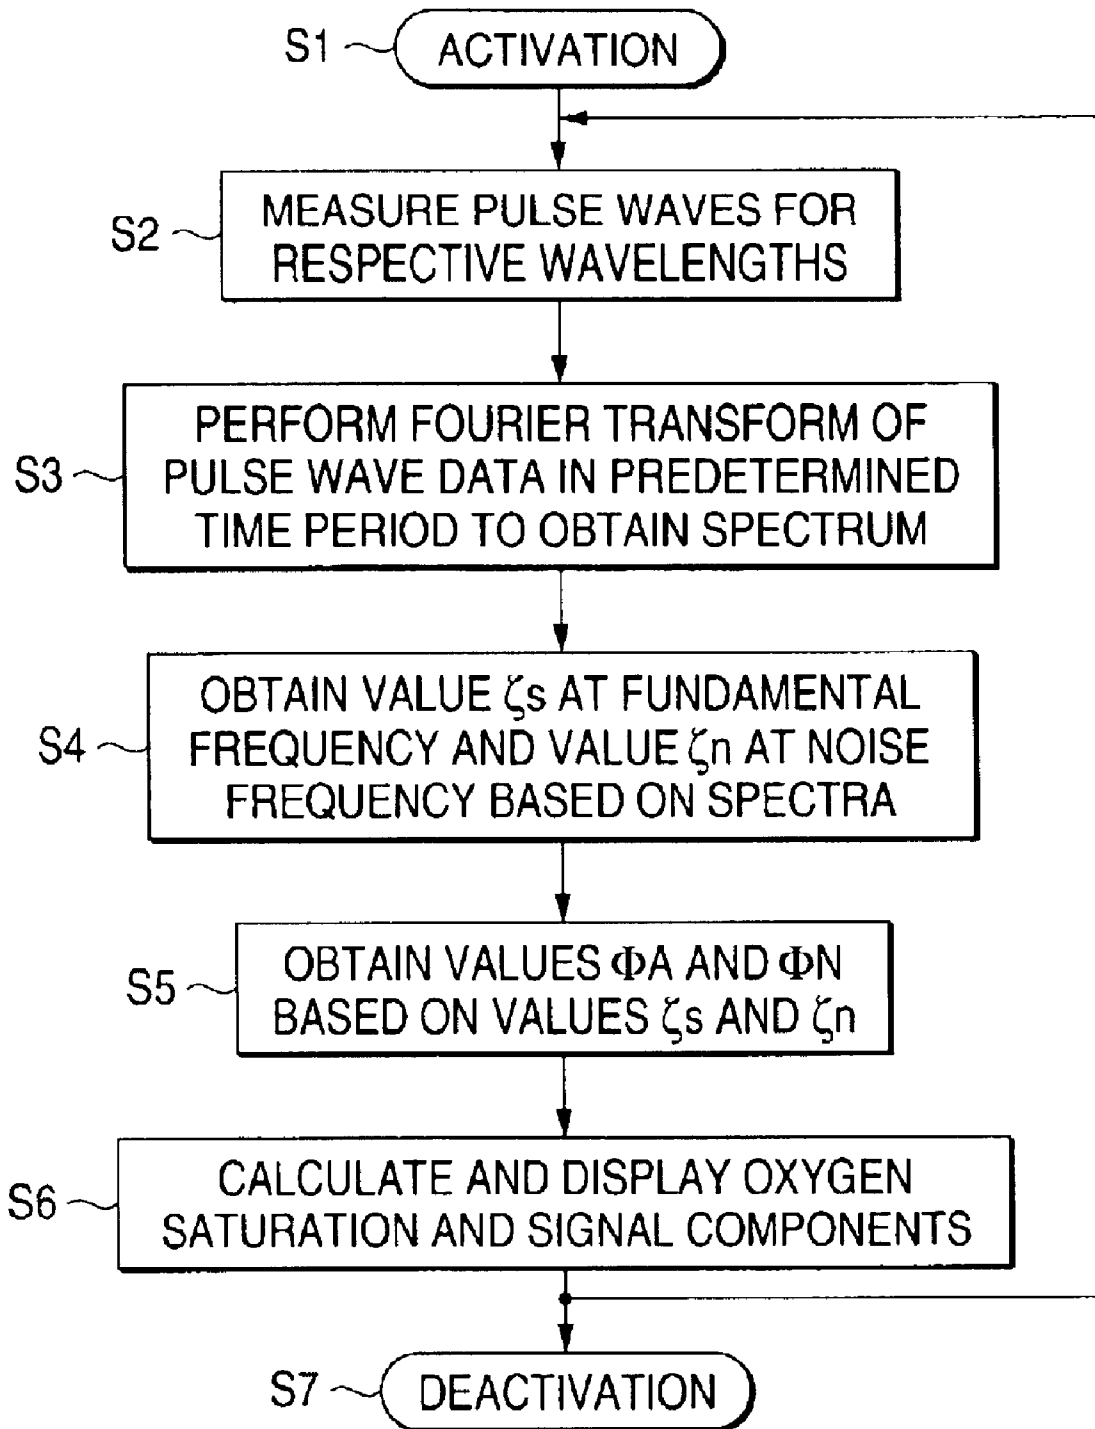 S1 ACTIVATION
S2 MEASURE PULSE WAVES FOR
RESPECTIVE WAVELENGTHS
S3 PERFORM FOURIER TRANSFORM OF
PULSE WAVE DATA IN PREDETERMINED
TIME PERIOD TO OBTAIN SPECTRUM
S4 OBTAIN VALUE ζs AT FUNDAMENTAL
FREQUENCY AND VALUE ζn AT NOISE
FREQUENCY BASED ON SPECTRA
S5 OBTAIN VALUES ΦA AND ΦN
BASED ON VALUES ζs AND ζn
S6 CALCULATE AND DISPLAY OXYGEN
SATURATION AND SIGNAL COMPONENTS
S7 DEACTIVATION